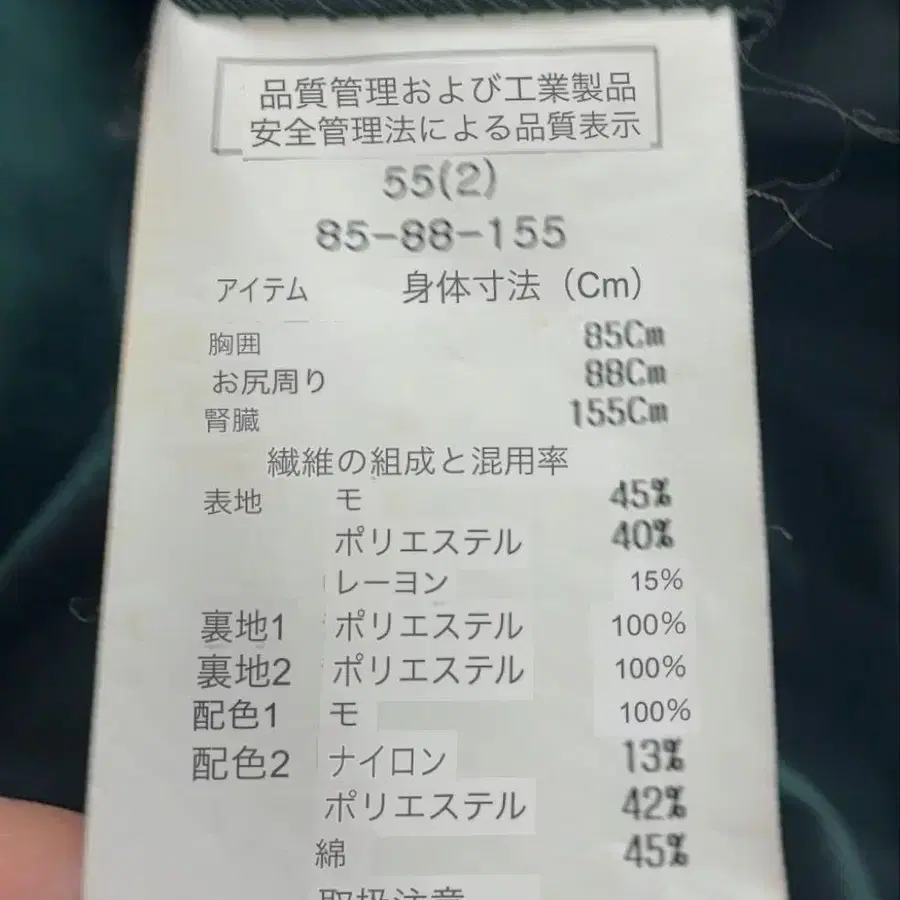 品質管理および工業製品
安全管理法による品質表示
55(2)
85-88-155
アイテム 身体寸法（Cm）
胸囲 85Cm
お尻周り 88Cm
腎臓 155Cm
繊維の組成と混用率
表地 モ 45%
ポリエステル 40%
レーヨン 15%
裏地1 ポリエステル 100%
裏地2 ポリエステル 100%
配色1 モ 100%
配色2 ナイロン 13%
ポリエステル 42%
綿 45%
取扱注意